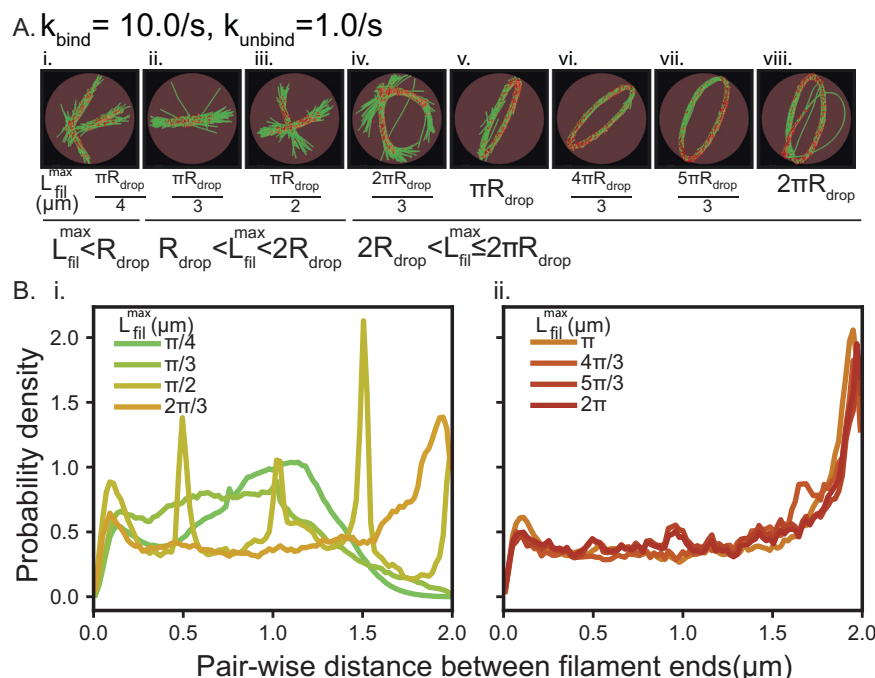 A. k_bind = 10.0/s, k_unbind=1.0/s
i. ii. iii. iv. v. vi. vii. viii.
L_fil^max (μm) πR_drop/4 πR_drop/3 πR_drop/2 2πR_drop/3 πR_drop 4πR_drop/3 5πR_drop/3 2πR_drop
L_fil^max<R_drop R_drop<L_fil^max<2R_drop 2R_drop<L_fil^max≤2πR_drop
B. i. ii.
L_fil^max(μm)
π/4
π/3
π/2
2π/3
L_fil^max(μm)
π
4π/3
5π/3
2π
Probability density
2.0
1.5
1.0
0.5
0.0
0.0 0.5 1.0 1.5 2.0
0.0 0.5 1.0 1.5 2.0
Pair-wise distance between filament ends(μm)